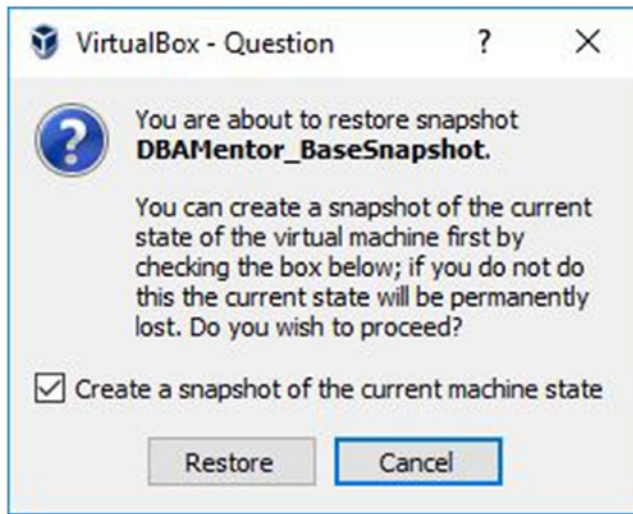 VirtualBox - Question ?
You are about to restore snapshot
DBAMentor_BaseSnapshot.
You can create a snapshot of the current
state of the virtual machine first by
checking the box below; if you do not do
this the current state will be permanently
lost. Do you wish to proceed?
Create a snapshot of the current machine state
Restore Cancel